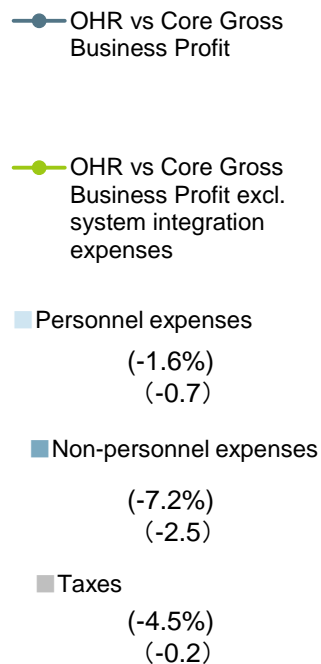 OHR vs Core Gross
Business Profit
OHR vs Core Gross
Business Profit excl.
system integration
expenses
Personnel expenses
(-1.6%)
（-0.7）
Non-personnel expenses
(-7.2%)
（-2.5）
Taxes
(-4.5%)
（-0.2）